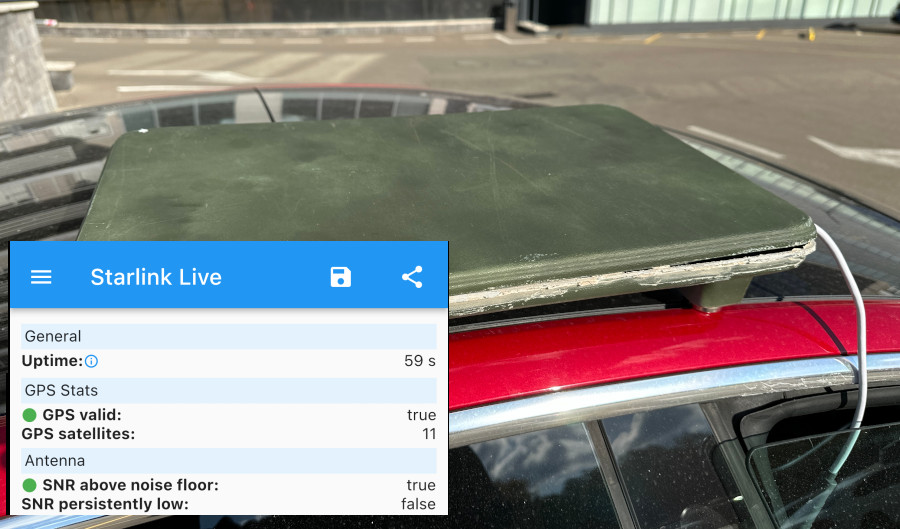 Starlink Live
General
Uptime: 59 s
GPS Stats
GPS valid: true
GPS satellites: 11
Antenna
SNR above noise floor: true
SNR persistently low: false